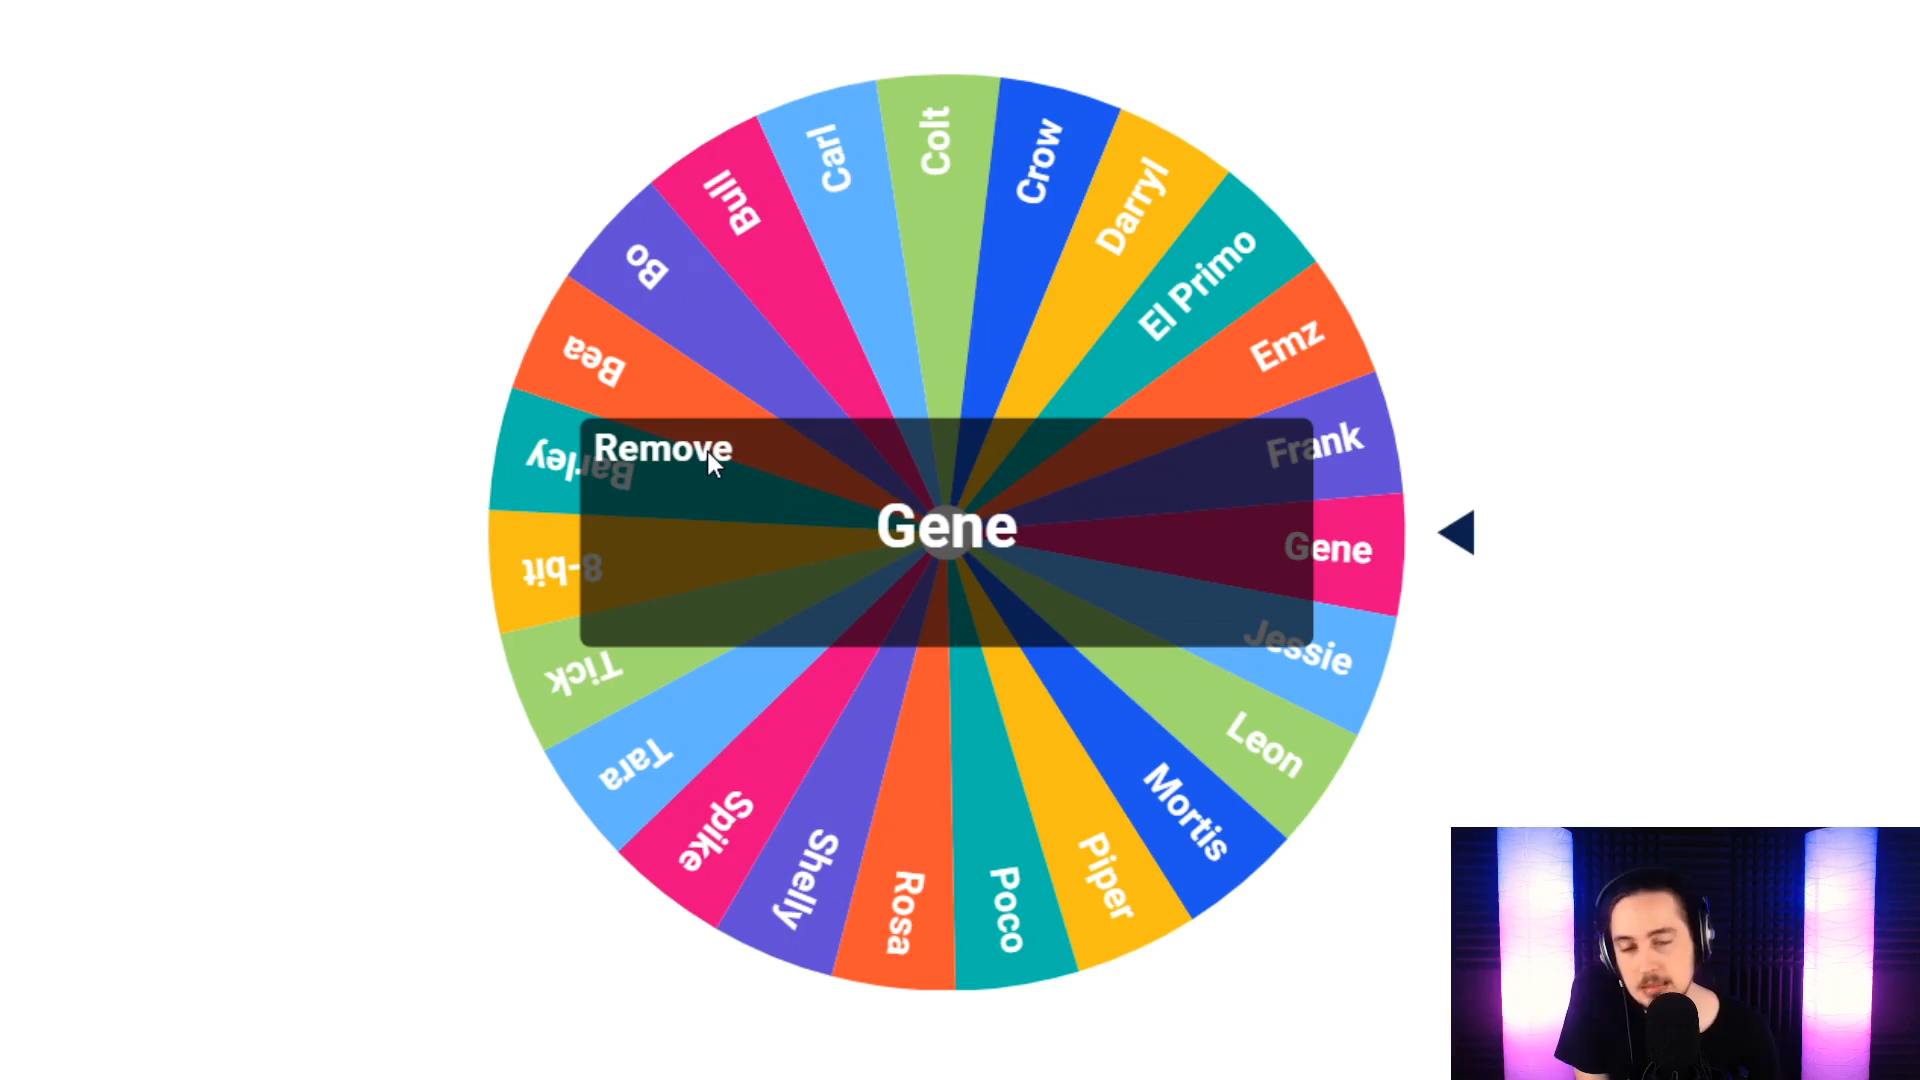 Remove
Gene
Colt
Crow
Darryl
El Primo
Emz
Frank
Gene
Jessie
Leon
Mortis
Piper
Poco
Rosa
Shelly
Spike
Tara
Tick
8-bit
Barley
Bea
Bo
Bull
Carl